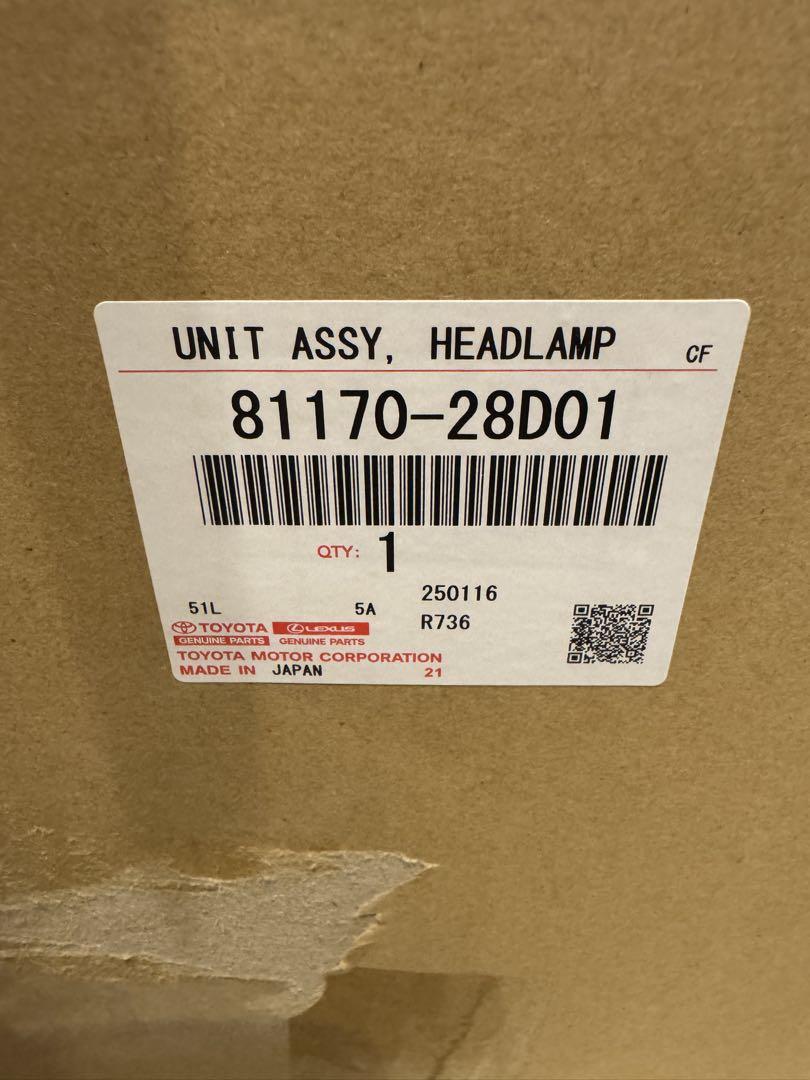 UNIT ASSY, HEADLAMP CF
81170-28D01
QTY: 1
250116
51L 5A R736
TOYOTA LEXUS
GENUINE PARTS GENUINE PARTS
TOYOTA MOTOR CORPORATION
MADE IN JAPAN 21